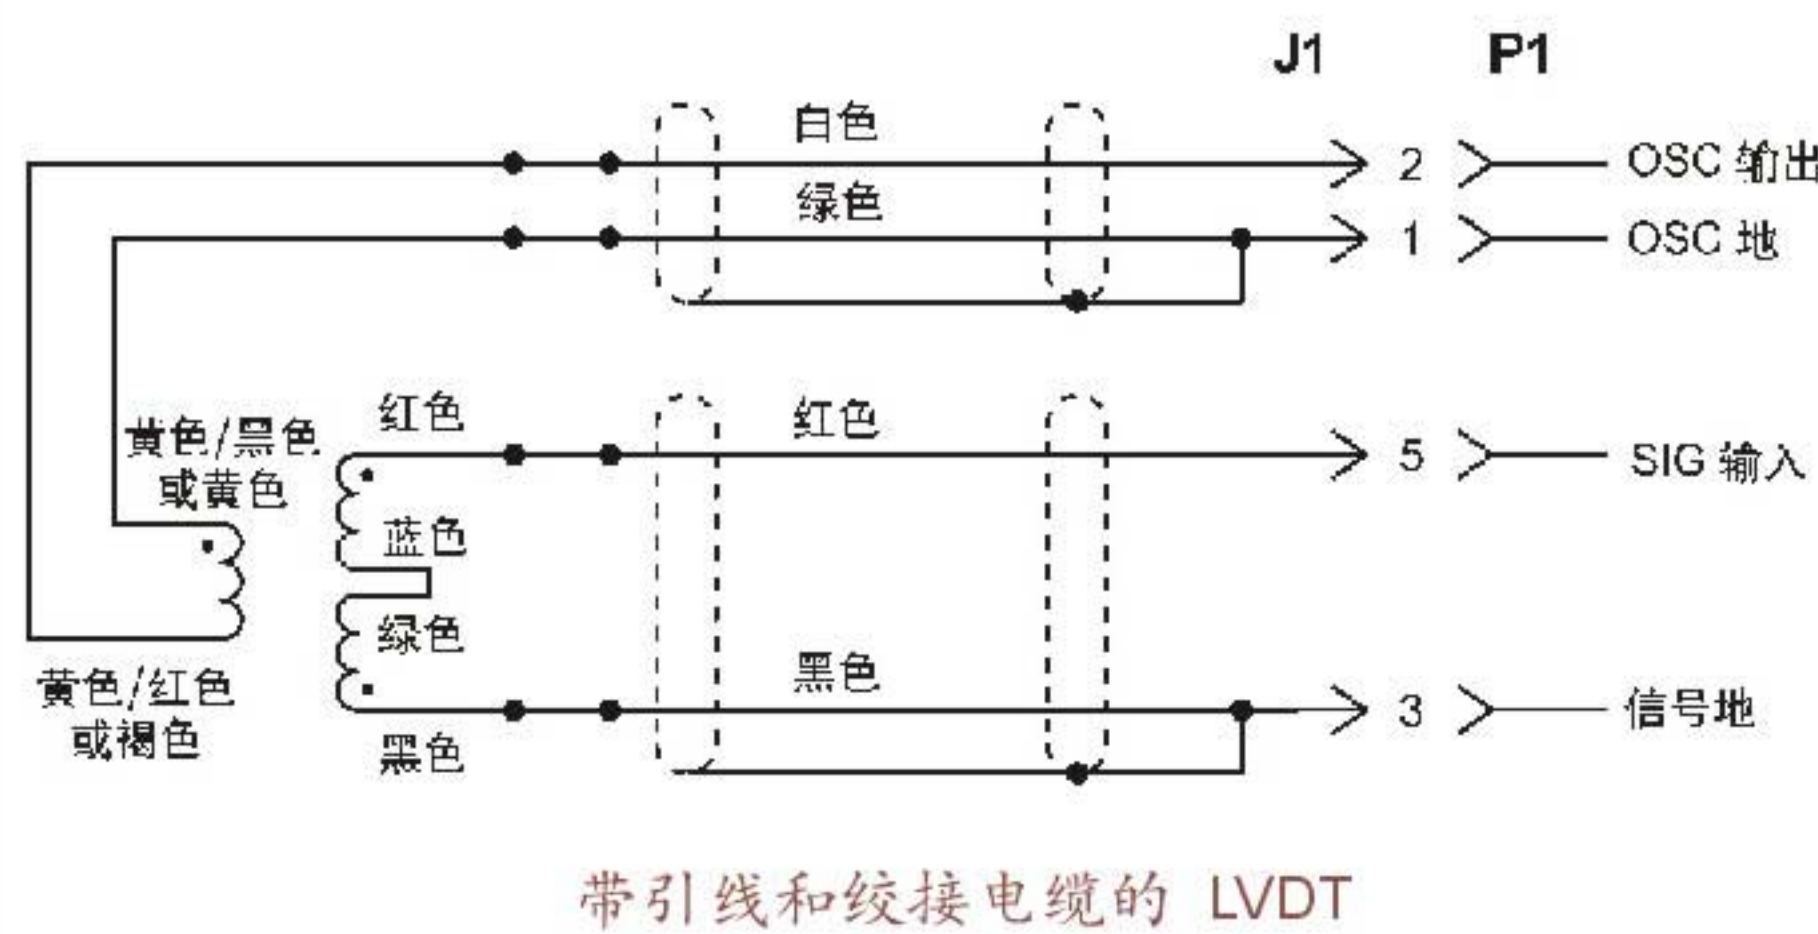 J1 P1
白色
2 OSC 输出
绿色
1 OSC 地
红色 红色
黄色/黑色
或黄色
5 SIG 输入
蓝色
绿色
黄色/红色
或褐色
黑色
3 信号地
黑色
带引线和绞接电缆的 LVDT